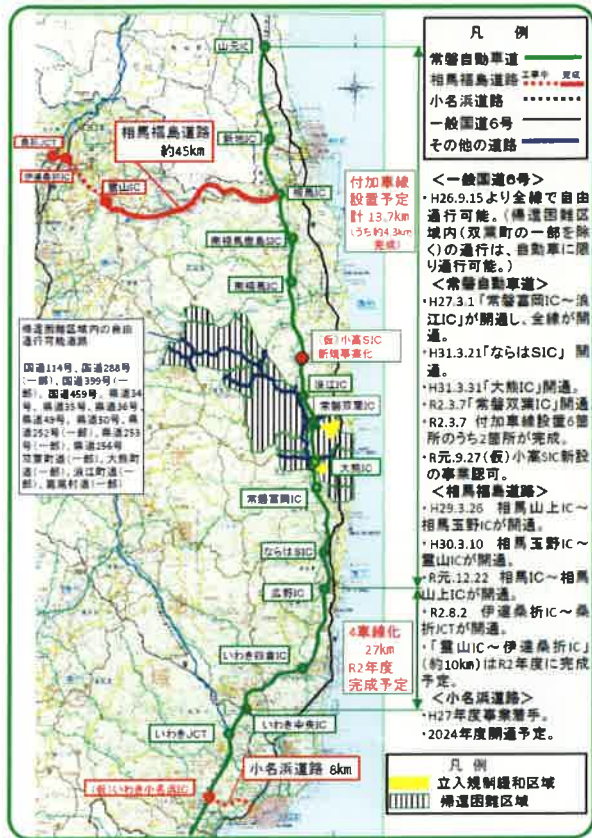 凡 例
常磐自動車道
相馬福島道路 工事中 完成
小名浜道路
一般国道6号
その他の道路
山元IC
新地IC
相馬福島道路
約45km
桑折JCT
伊達桑折IC
霊山IC
相馬IC
付加車線
設置予定
計 13.7km
(うち約4.3km
完成)
南相馬鹿島SIC
南相馬IC
(仮)小高SIC
新規事業化
浪江IC
常磐双葉IC
大熊IC
常磐富岡IC
ならはSIC
広野IC
4車線化
27km
R2年度
完成予定
いわき四倉IC
いわき中央IC
いわきJCT
小名浜道路 8km
(仮)いわき小名浜IC
帰還困難区域内の自由
通行可能道路
国道114号、国道288号
(一部)、国道399号(一
部)、国道459号、県道34
号、県道35号、県道36号、
県道49号、県道50号、県道
252号(一部)、県道253
号(一部)、県道256号
双葉町道(一部)、大熊町
道(一部)、浪江町道(一
部)、葛尾村道(一部)
<一般国道6号>
・H26.9.15より全線で自由
通行可能。(帰還困難区
域内(双葉町の一部を除
く)の通行は、自動車に限
り通行可能。)
<常磐自動車道>
・H27.3.1「常磐富岡IC～浪
江IC」が開通し、全線が開
通。
・H31.3.21「ならはSIC」 開
通。
・H31.3.31「大熊IC」開通。
・R2.3.7「常磐双葉IC」開通
・R2.3.7 付加車線設置6箇
所のうち2箇所が完成。
・R元.9.27(仮)小高SIC新設
の事業認可。
<相馬福島道路>
・H29.3.26 相馬山上IC～
相馬玉野ICが開通。
・H30.3.10 相馬玉野IC～
霊山ICが開通。
・R元.12.22 相馬IC～相馬
山上ICが開通。
・R2.8.2 伊達桑折IC～桑
折JCTが開通。
・「霊山IC～伊達桑折IC」
(約10km)はR2年度に完成
予定。
<小名浜道路>
・H27年度事業着手。
・2024年度開通予定。
凡 例
立入規制緩和区域
帰還困難区域